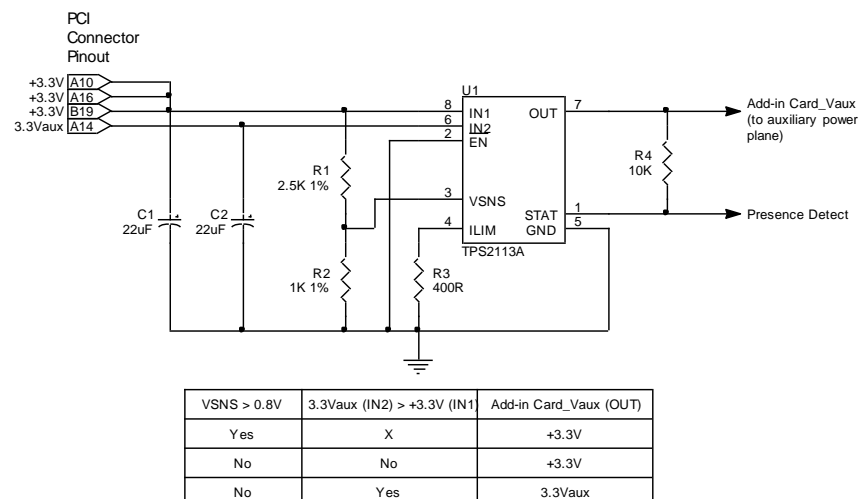 PCI
Connector
Pinout
+3.3V A10
+3.3V A16
+3.3V B19
3.3Vaux A14
U1
8 IN1 OUT 7
6 IN2
2 EN
3 VSNS
STAT 1
4 ILIM GND 5
TPS2113A
R1
2.5K 1%
R2
1K 1%
R3
400R
R4
10K
C1
22uF
C2
22uF
Add-in Card_Vaux
(to auxiliary power
plane)
Presence Detect
VSNS > 0.8V 3.3Vaux (IN2) > +3.3V (IN1) Add-in Card_Vaux (OUT)
Yes X +3.3V
No No +3.3V
No Yes 3.3Vaux